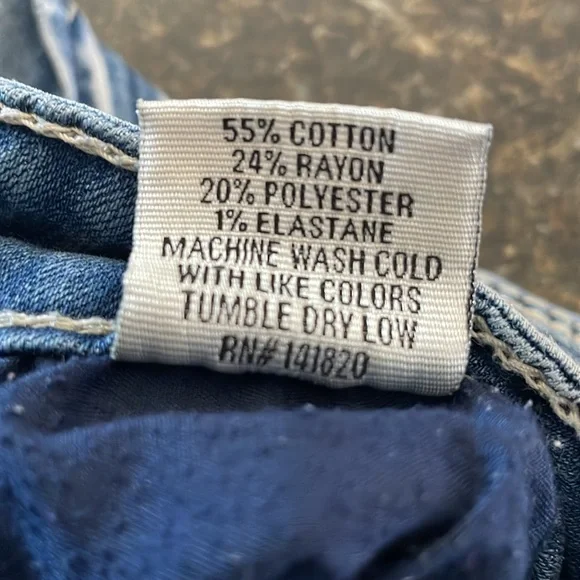 55% COTTON
24% RAYON
20% POLYESTER
1% ELASTANE
MACHINE WASH COLD
WITH LIKE COLORS
TUMBLE DRY LOW
RN# 141820